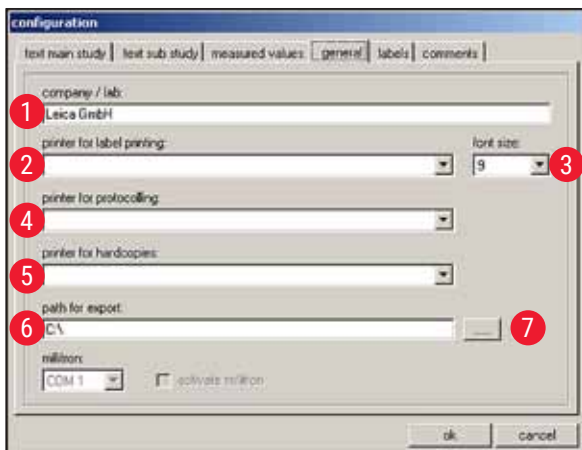 configuration
text main study text sub study measured values general labels comments
company / lab:
1 Leica GmbH
printer for label printing: font size:
2 9 3
printer for protocolling:
4
printer for hardcopies:
5
path for export:
6 C:\ ... 7
millitron:
COM 1 activate millitron
ok cancel